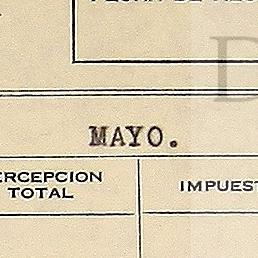 MAYO.
ERCEPCION
TOTAL
IMPUEST